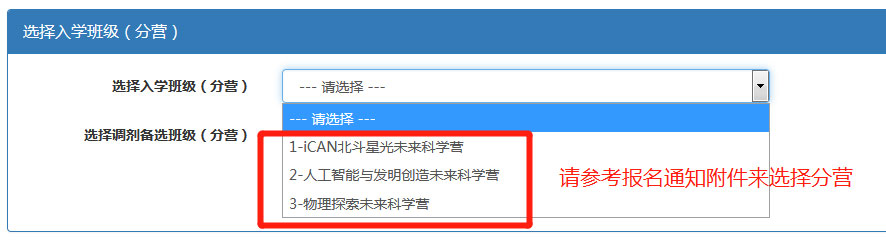 选择入学班级（分营）
选择入学班级（分营）
--- 请选择 ---
--- 请选择 ---
选择调剂备选班级（分营）
1-iCAN北斗星光未来科学营
2-人工智能与发明创造未来科学营
3-物理探索未来科学营
请参考报名通知附件来选择分营